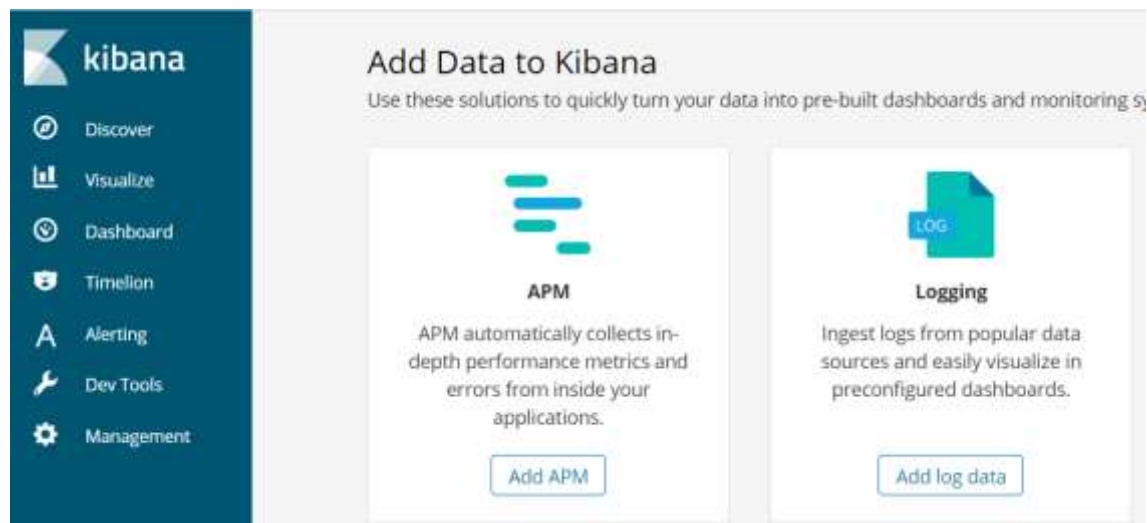 kibana
Discover
Visualize
Dashboard
Timelion
Alerting
Dev Tools
Management
Add Data to Kibana
Use these solutions to quickly turn your data into pre-built dashboards and monitoring
APM
APM automatically collects in-
depth performance metrics and
errors from inside your
applications.
Add APM
LOG
Logging
Ingest logs from popular data
sources and easily visualize in
preconfigured dashboards.
Add log data